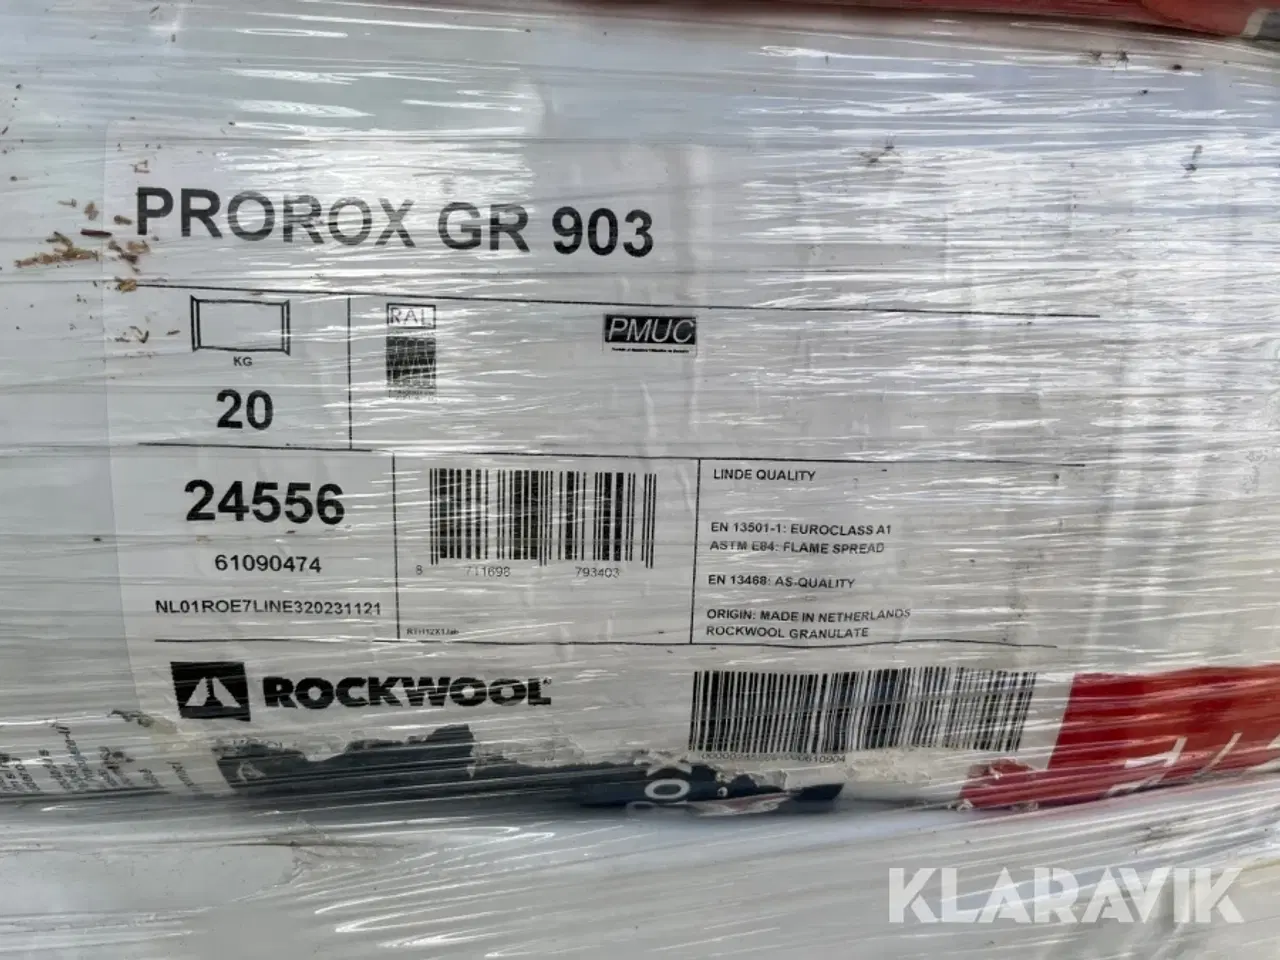 PROROX GR 903
KG
20
RAL
PMUC
24556
61090474
NL01ROE7LINE320231121
8 711698 793403
LINDE QUALITY
EN 13501-1: EUROCLASS A1
ASTM E84: FLAME SPREAD
EN 13468: AS-QUALITY
ORIGIN: MADE IN NETHERLANDS
ROCKWOOL GRANULATE
ROCKWOOL®
KLARAVIK